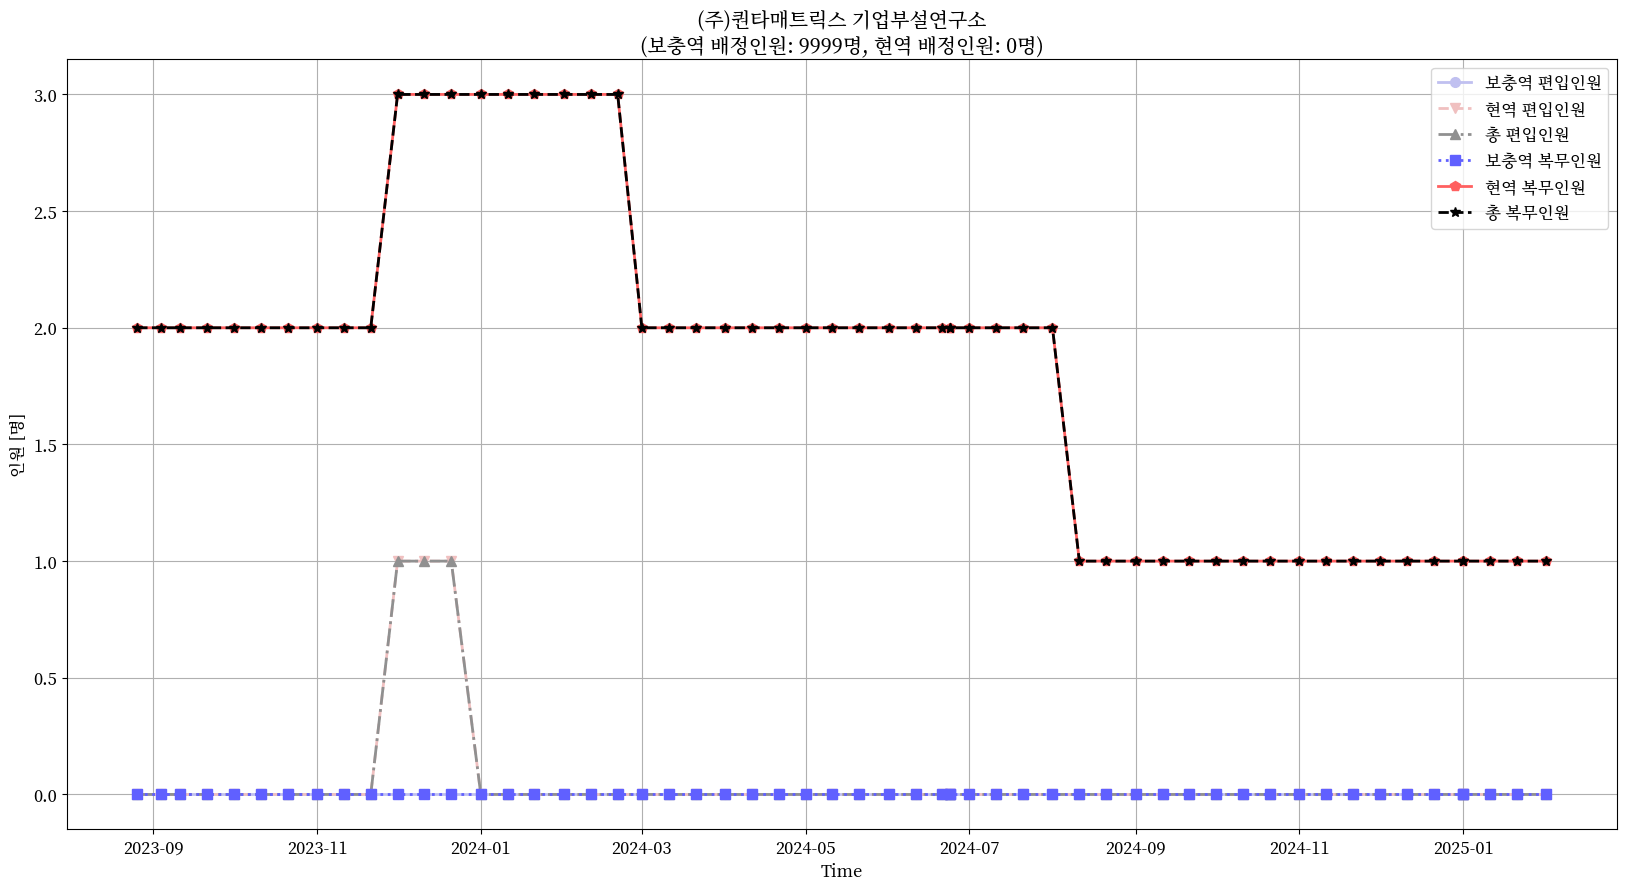 (주)퀀타매트릭스 기업부설연구소
(보충역 배정인원: 9999명, 현역 배정인원: 0명)
보충역 편입인원
현역 편입인원
총 편입인원
보충역 복무인원
현역 복무인원
총 복무인원
3.0
2.5
2.0
1.5
1.0
0.5
0.0
인원 [명]
2023-09
2023-11
2024-01
2024-03
2024-05
2024-07
2024-09
2024-11
2025-01
Time